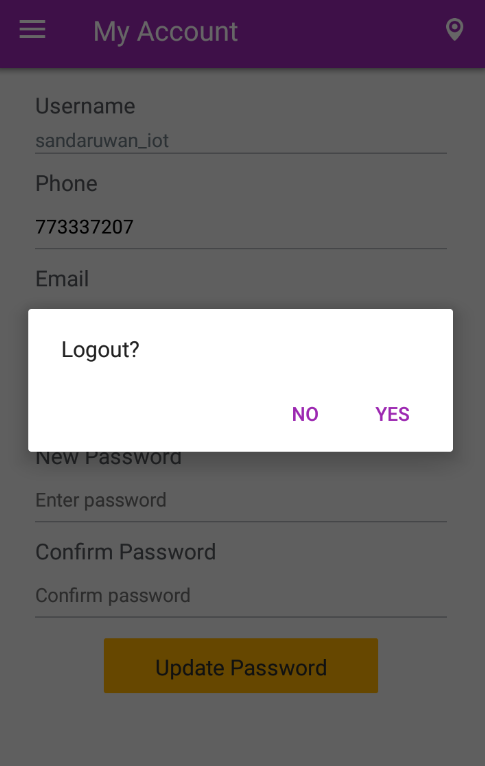 My Account
Username
sandaruwan_iot
Phone
773337207
Email
Logout?
NO YES
New Password
Enter password
Confirm Password
Confirm password
Update Password